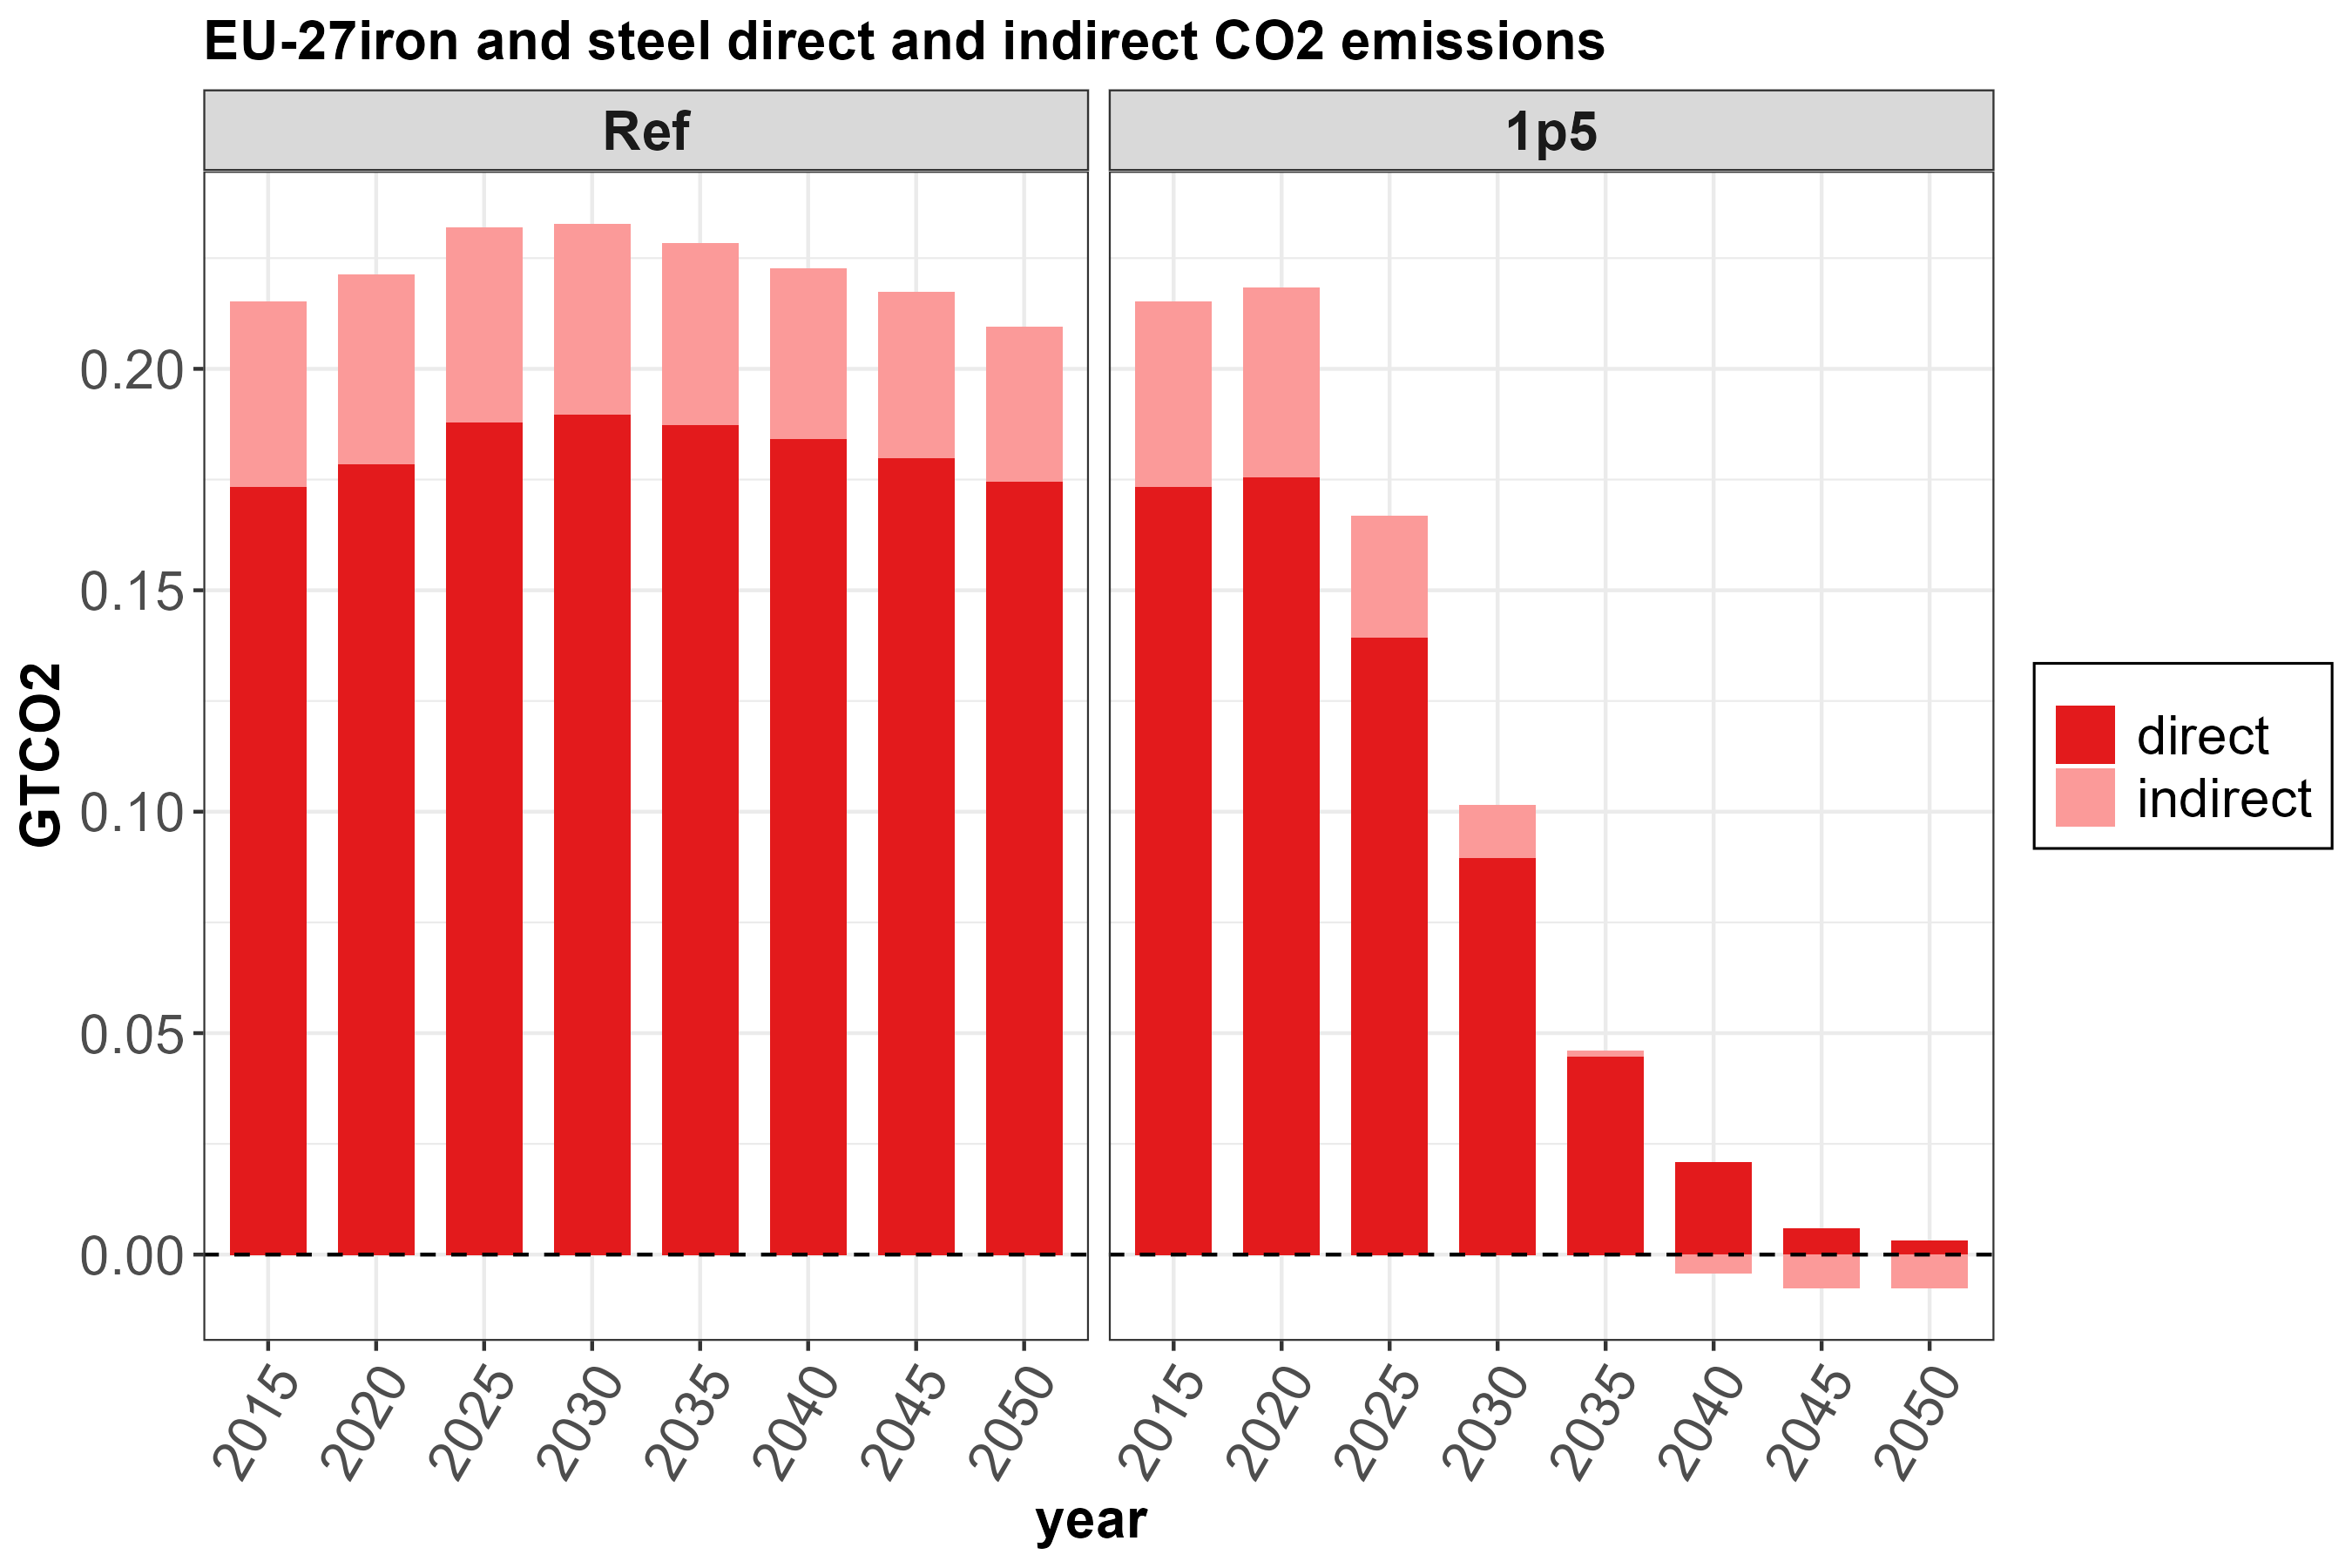 EU-27iron and steel direct and indirect CO2 emissions
Ref
1p5
GTCO2
0.20
0.15
0.10
0.05
0.00
2015 2020 2025 2030 2035 2040 2045 2050
2015 2020 2025 2030 2035 2040 2045 2050
year
direct
indirect